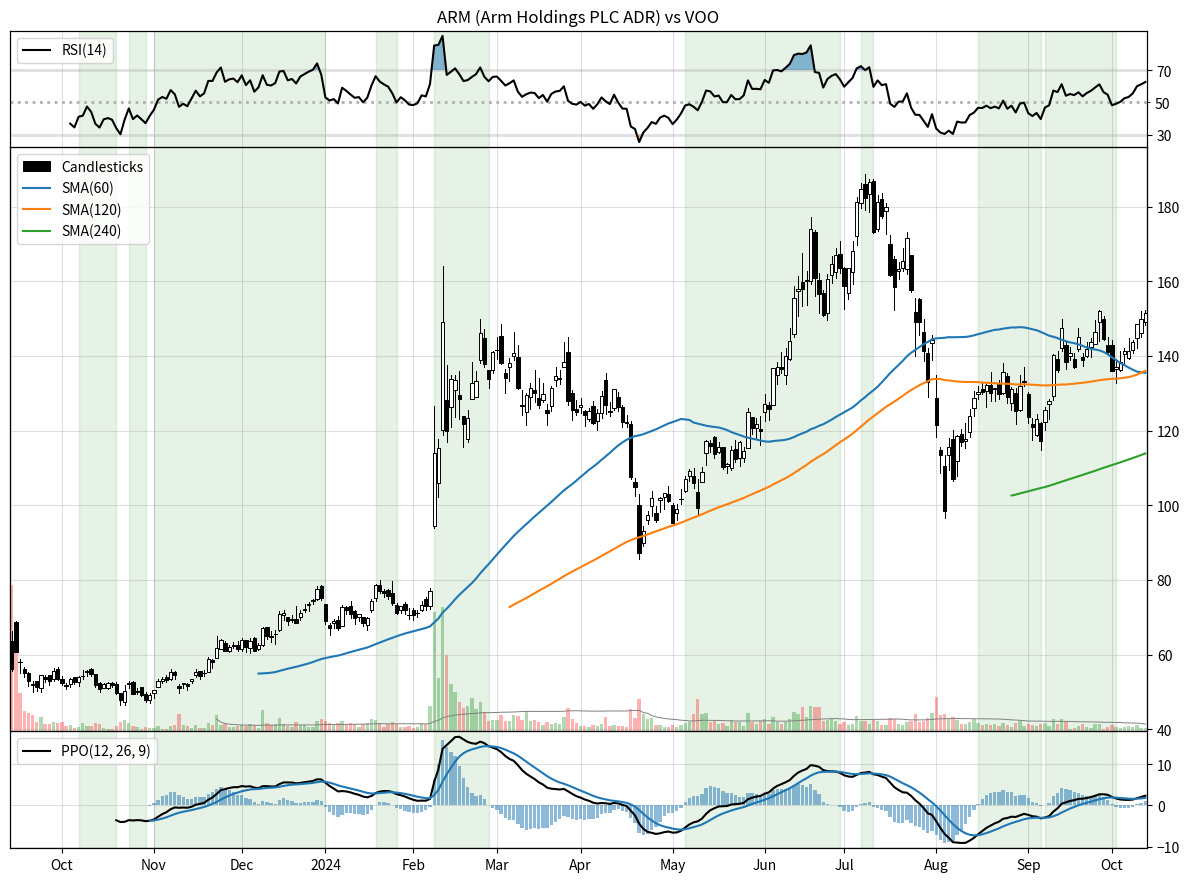 ARM (Arm Holdings PLC ADR) vs VOO
RSI(14)
70
50
30
Candlesticks
SMA(60)
SMA(120)
SMA(240)
180
160
140
120
100
80
60
40
PPO(12, 26, 9)
10
0
−10
Oct Nov Dec 2024 Feb Mar Apr May Jun Jul Aug Sep Oct